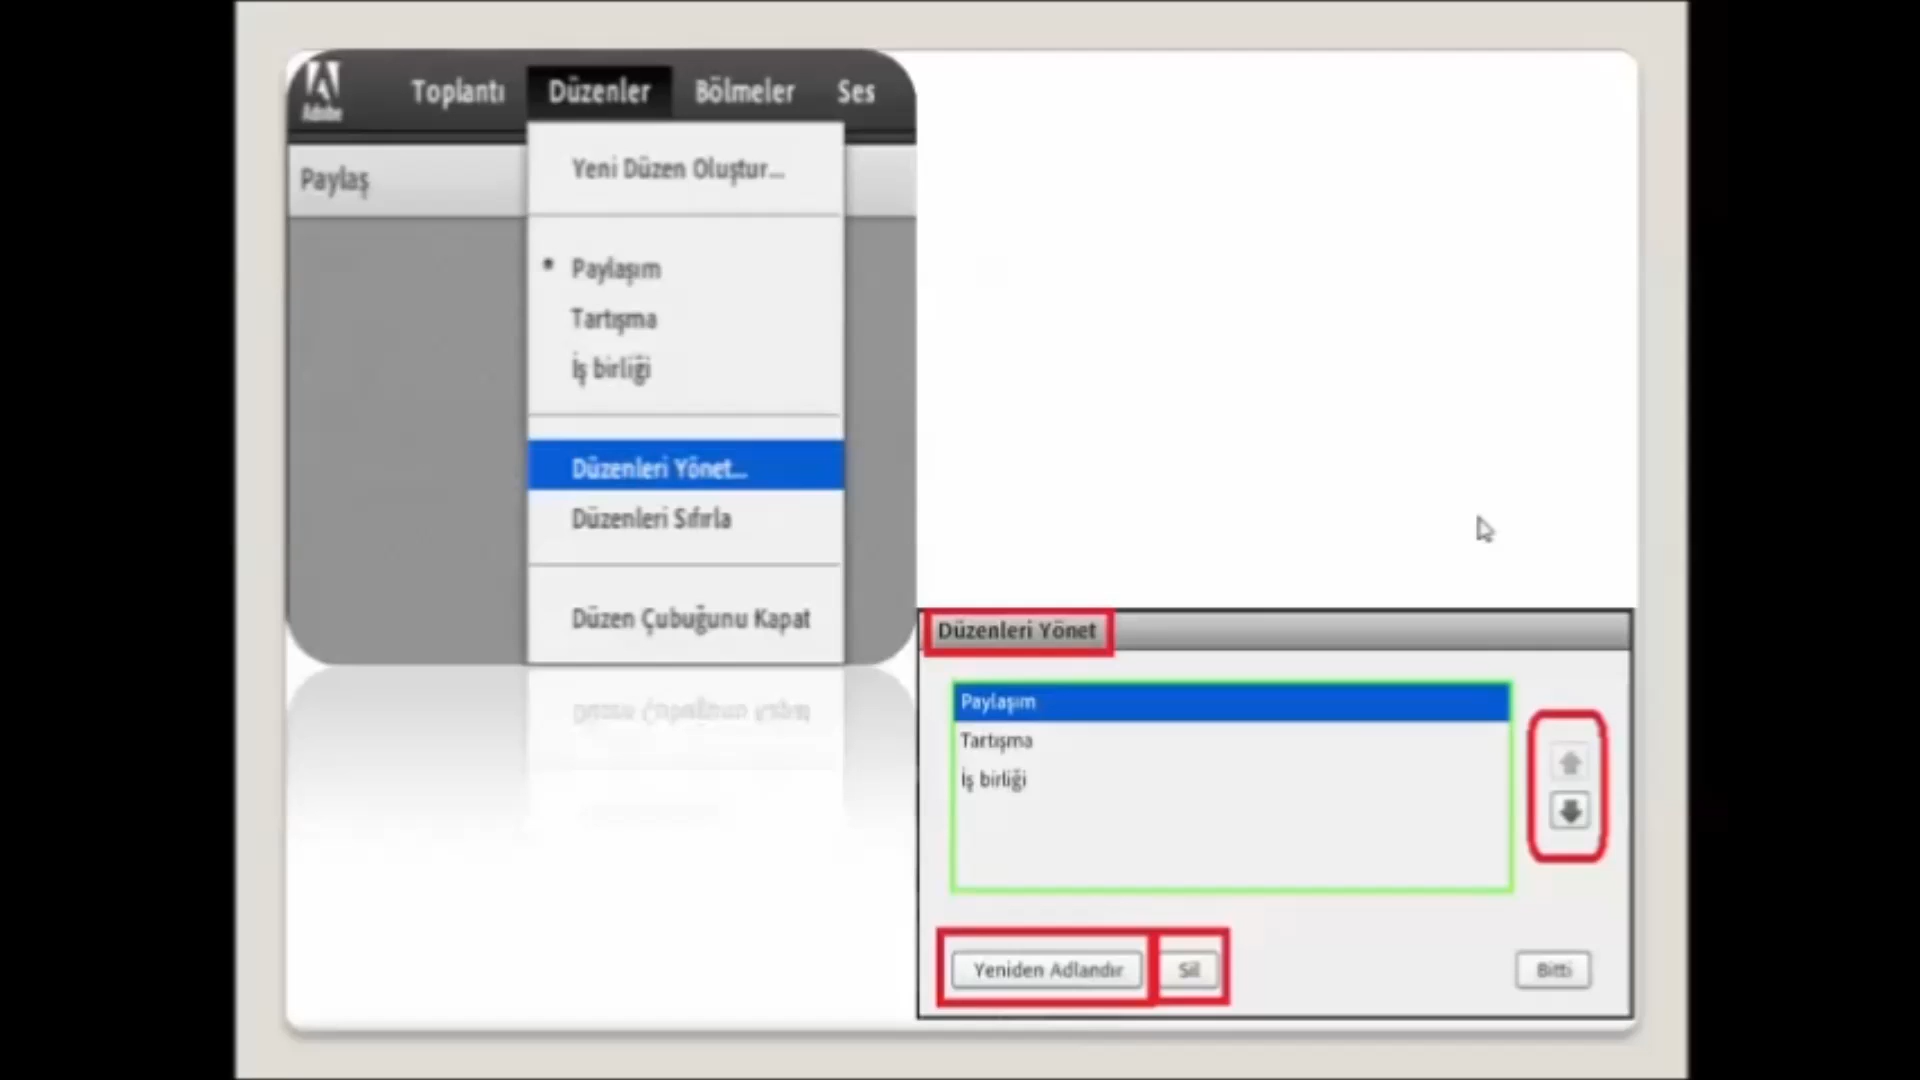 Adobe
Toplantı Düzenler Bölmeler Ses
Paylaş
Yeni Düzen Oluştur...
Paylaşım
Tartışma
İş birliği
Düzenleri Yönet...
Düzenleri Sıfırla
Düzen Çubuğunu Kapat
Düzenleri Yönet
Paylaşım
Tartışma
İş birliği
Yeniden Adlandır Sil Bitti